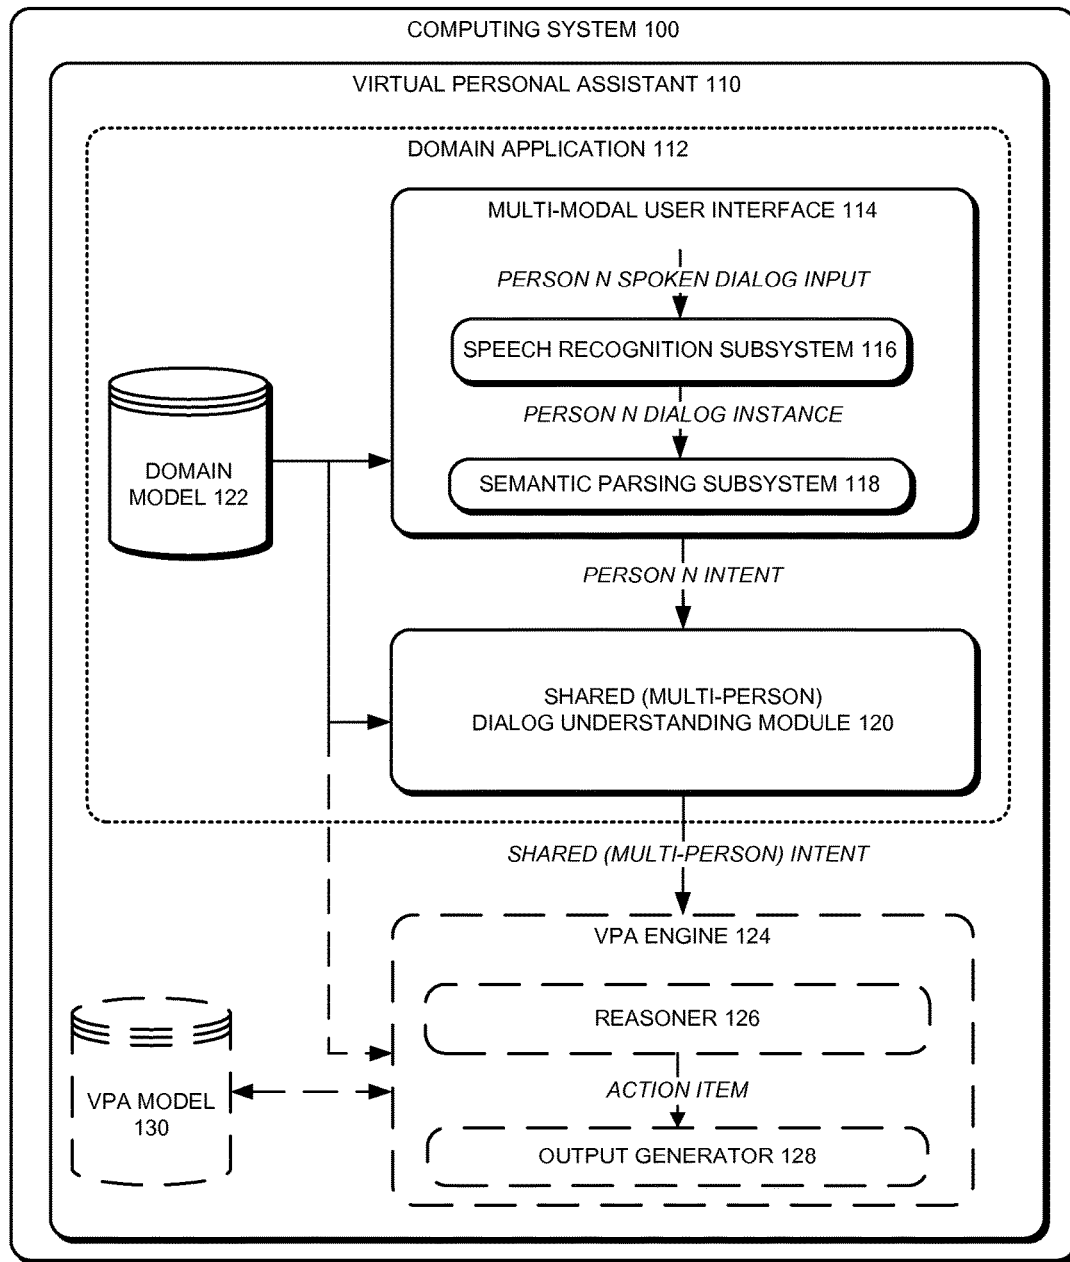 COMPUTING SYSTEM 100
VIRTUAL PERSONAL ASSISTANT 110
DOMAIN APPLICATION 112
MULTI-MODAL USER INTERFACE 114
PERSON N SPOKEN DIALOG INPUT
SPEECH RECOGNITION SUBSYSTEM 116
PERSON N DIALOG INSTANCE
SEMANTIC PARSING SUBSYSTEM 118
DOMAIN
MODEL 122
PERSON N INTENT
SHARED (MULTI-PERSON)
DIALOG UNDERSTANDING MODULE 120
SHARED (MULTI-PERSON) INTENT
VPA ENGINE 124
REASONER 126
ACTION ITEM
OUTPUT GENERATOR 128
VPA MODEL
130